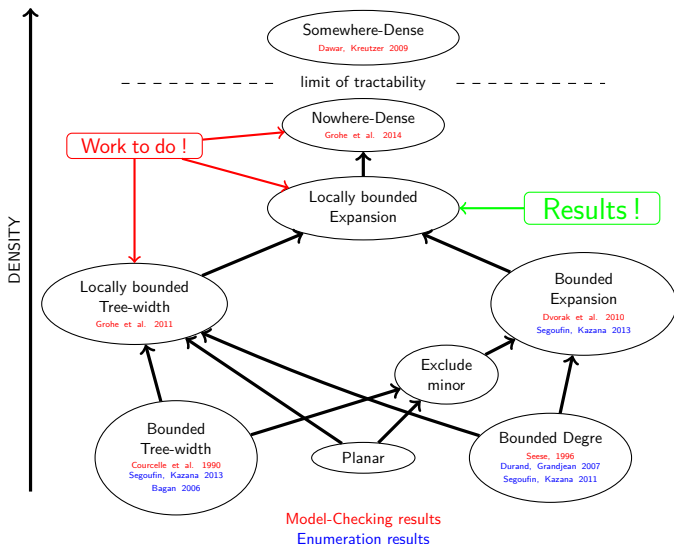 Somewhere-Dense
Dawar, Kreutzer 2009
limit of tractability
Nowhere-Dense
Grohe et al. 2014
Work to do !
Locally bounded
Expansion
Results !
DENSITY
Locally bounded
Tree-width
Grohe et. al. 2011
Bounded
Expansion
Dvorak et al. 2010
Segoufin, Kazana 2013
Exclude
minor
Bounded
Tree-width
Courcelle et al. 1990
Segoufin, Kazana 2013
Bagan 2006
Planar
Bounded Degre
Seese, 1996
Durand, Grandjean 2007
Segoufin, Kazana 2011
Model-Checking results
Enumeration results